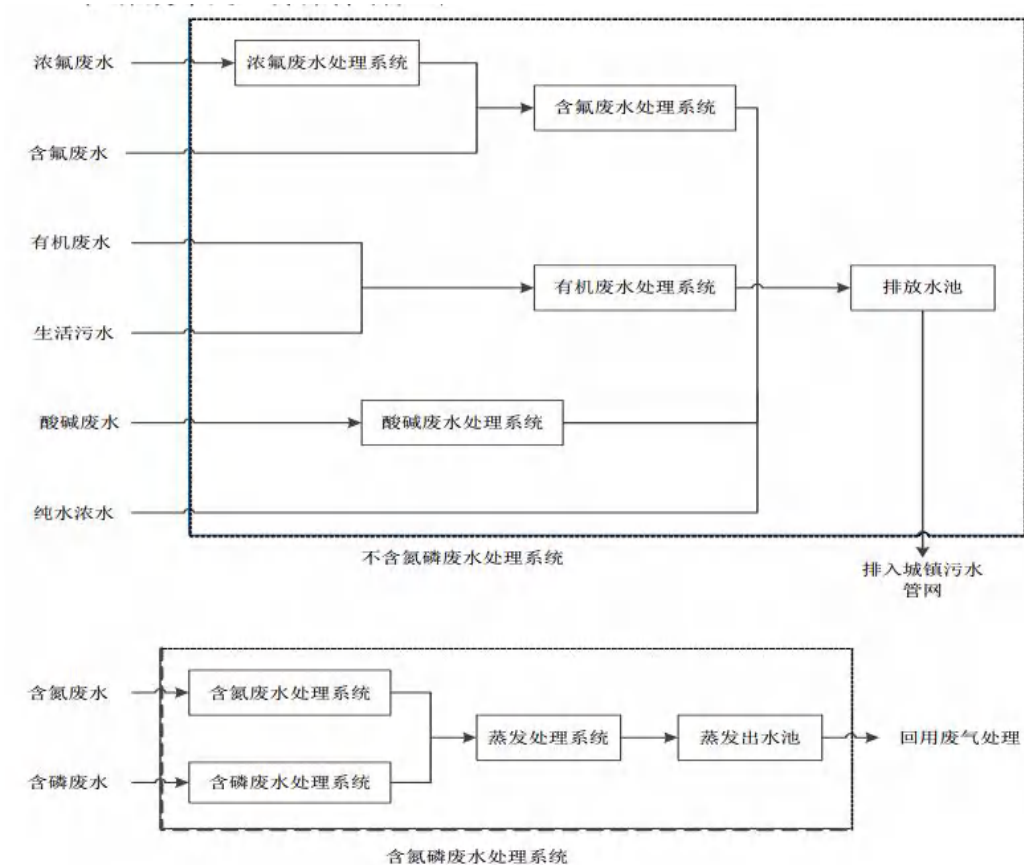 浓氟废水
浓氟废水处理系统
含氟废水处理系统
含氟废水
有机废水
有机废水处理系统
排放水池
生活污水
酸碱废水
酸碱废水处理系统
纯水浓水
不含氮磷废水处理系统
排入城镇污水
管网
含氮废水
含氮废水处理系统
蒸发处理系统
蒸发出水池
回用废气处理
含磷废水
含磷废水处理系统
含氮磷废水处理系统